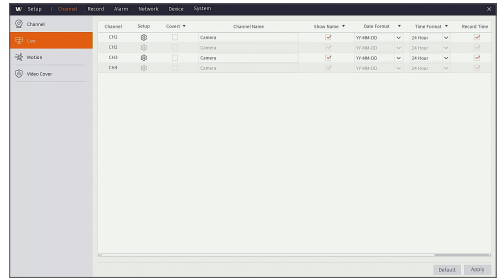 Setup | Channel Record Alarm Network Device System ×
Channel
Live
Motion
Video Cover
Channel Setup Covert Channel Name Show Name Date Format Time Format Record Time
CH1 Camera YY-MM-DD 24 Hour
CH2 Camera YY-MM-DD 24 Hour
CH3 Camera YY-MM-DD 24 Hour
CH4 Camera YY-MM-DD 24 Hour
Default Apply